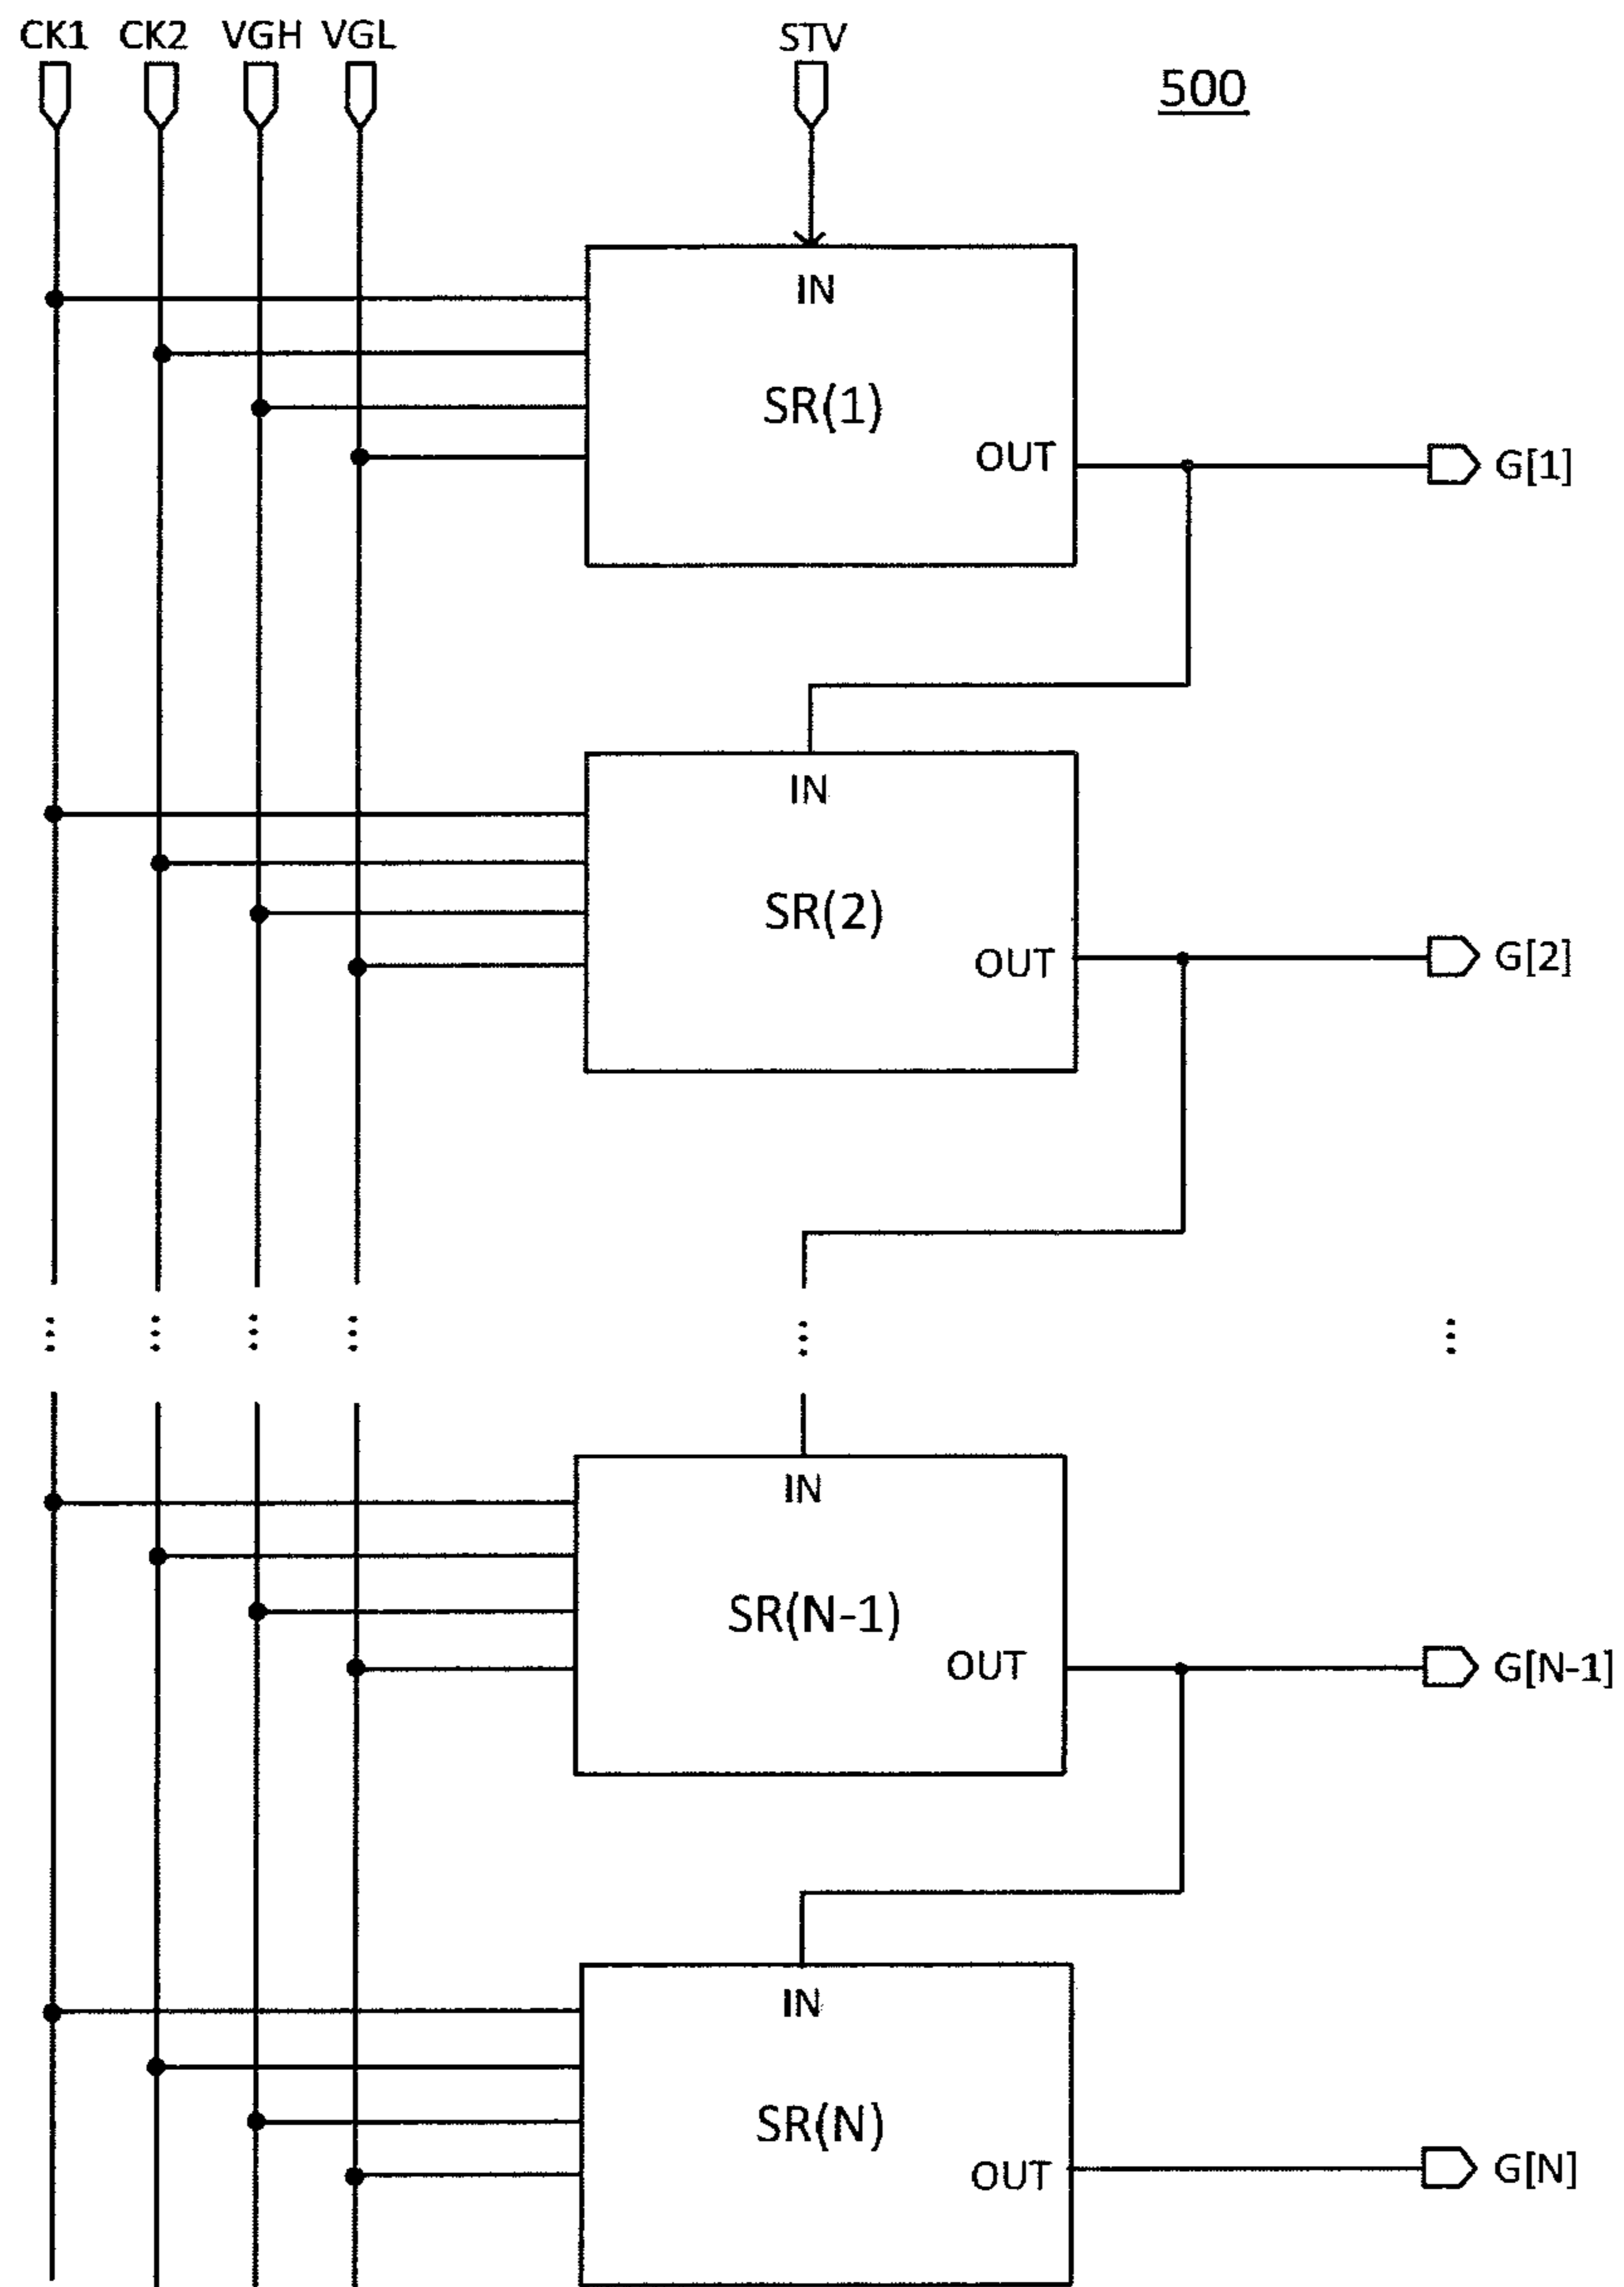 CK1 CK2 VGH VGL STV
500
IN
SR(1)
OUT
G[1]
IN
SR(2)
OUT
G[2]
IN
SR(N-1)
OUT
G[N-1]
IN
SR(N)
OUT
G[N]